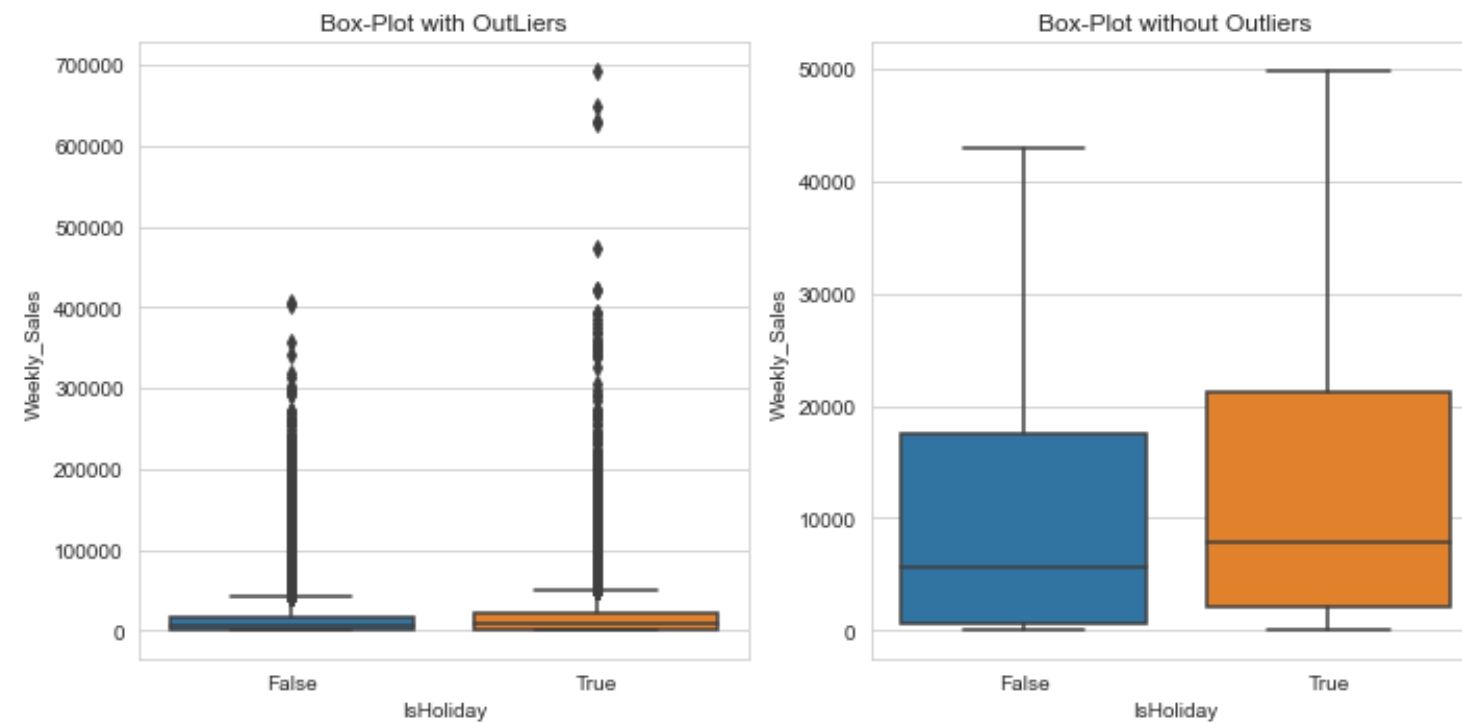 Box-Plot with OutLiers
700000
600000
500000
400000
300000
200000
100000
0
Weekly_Sales
False
True
IsHoliday
Box-Plot without Outliers
50000
40000
30000
20000
10000
0
Weekly_Sales
False
True
IsHoliday